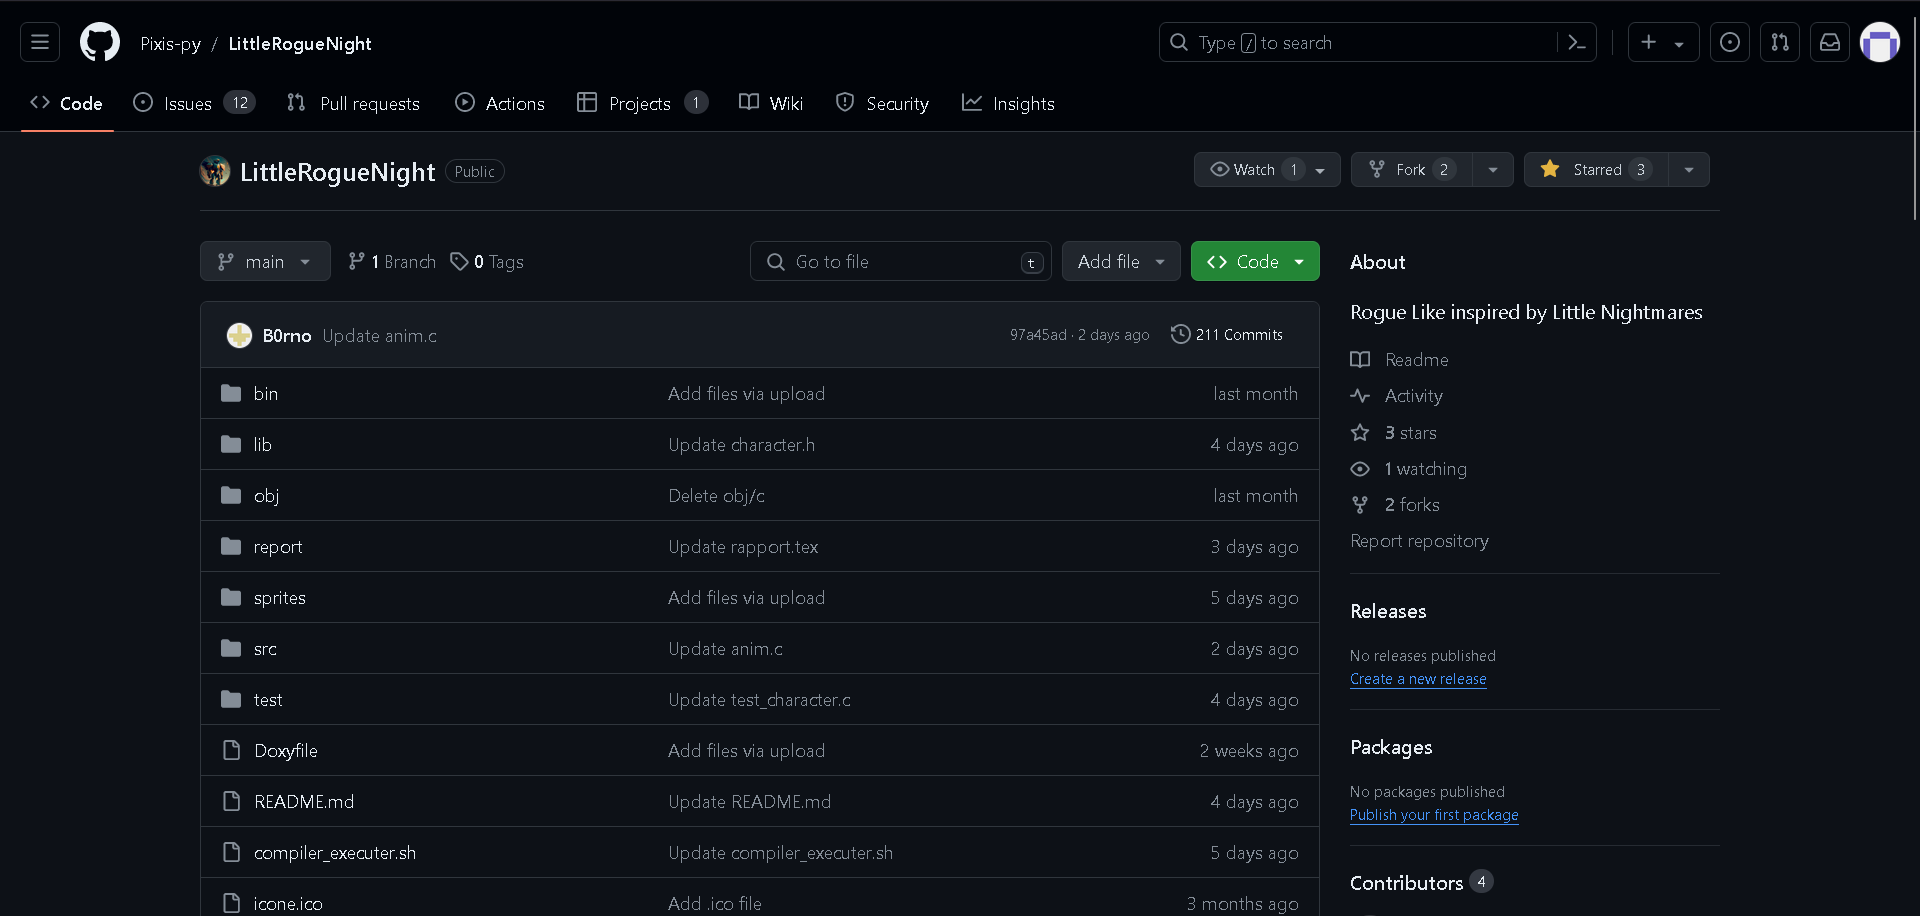 Pixis-py / LittleRogueNight
Type / to search
Code
Issues 12
Pull requests
Actions
Projects 1
Wiki
Security
Insights
LittleRogueNight Public
Watch 1
Fork 2
Starred 3
main
1 Branch
0 Tags
Go to file t
Add file
Code
B0rno Update anim.c 97a45ad · 2 days ago 211 Commits
bin Add files via upload last month
lib Update character.h 4 days ago
obj Delete obj/c last month
report Update rapport.tex 3 days ago
sprites Add files via upload 5 days ago
src Update anim.c 2 days ago
test Update test_character.c 4 days ago
Doxyfile Add files via upload 2 weeks ago
README.md Update README.md 4 days ago
compiler_executer.sh Update compiler_executer.sh 5 days ago
icone.ico Add .ico file 3 months ago
About
Rogue Like inspired by Little Nightmares
Readme
Activity
3 stars
1 watching
2 forks
Report repository
Releases
No releases published
Create a new release
Packages
No packages published
Publish your first package
Contributors 4